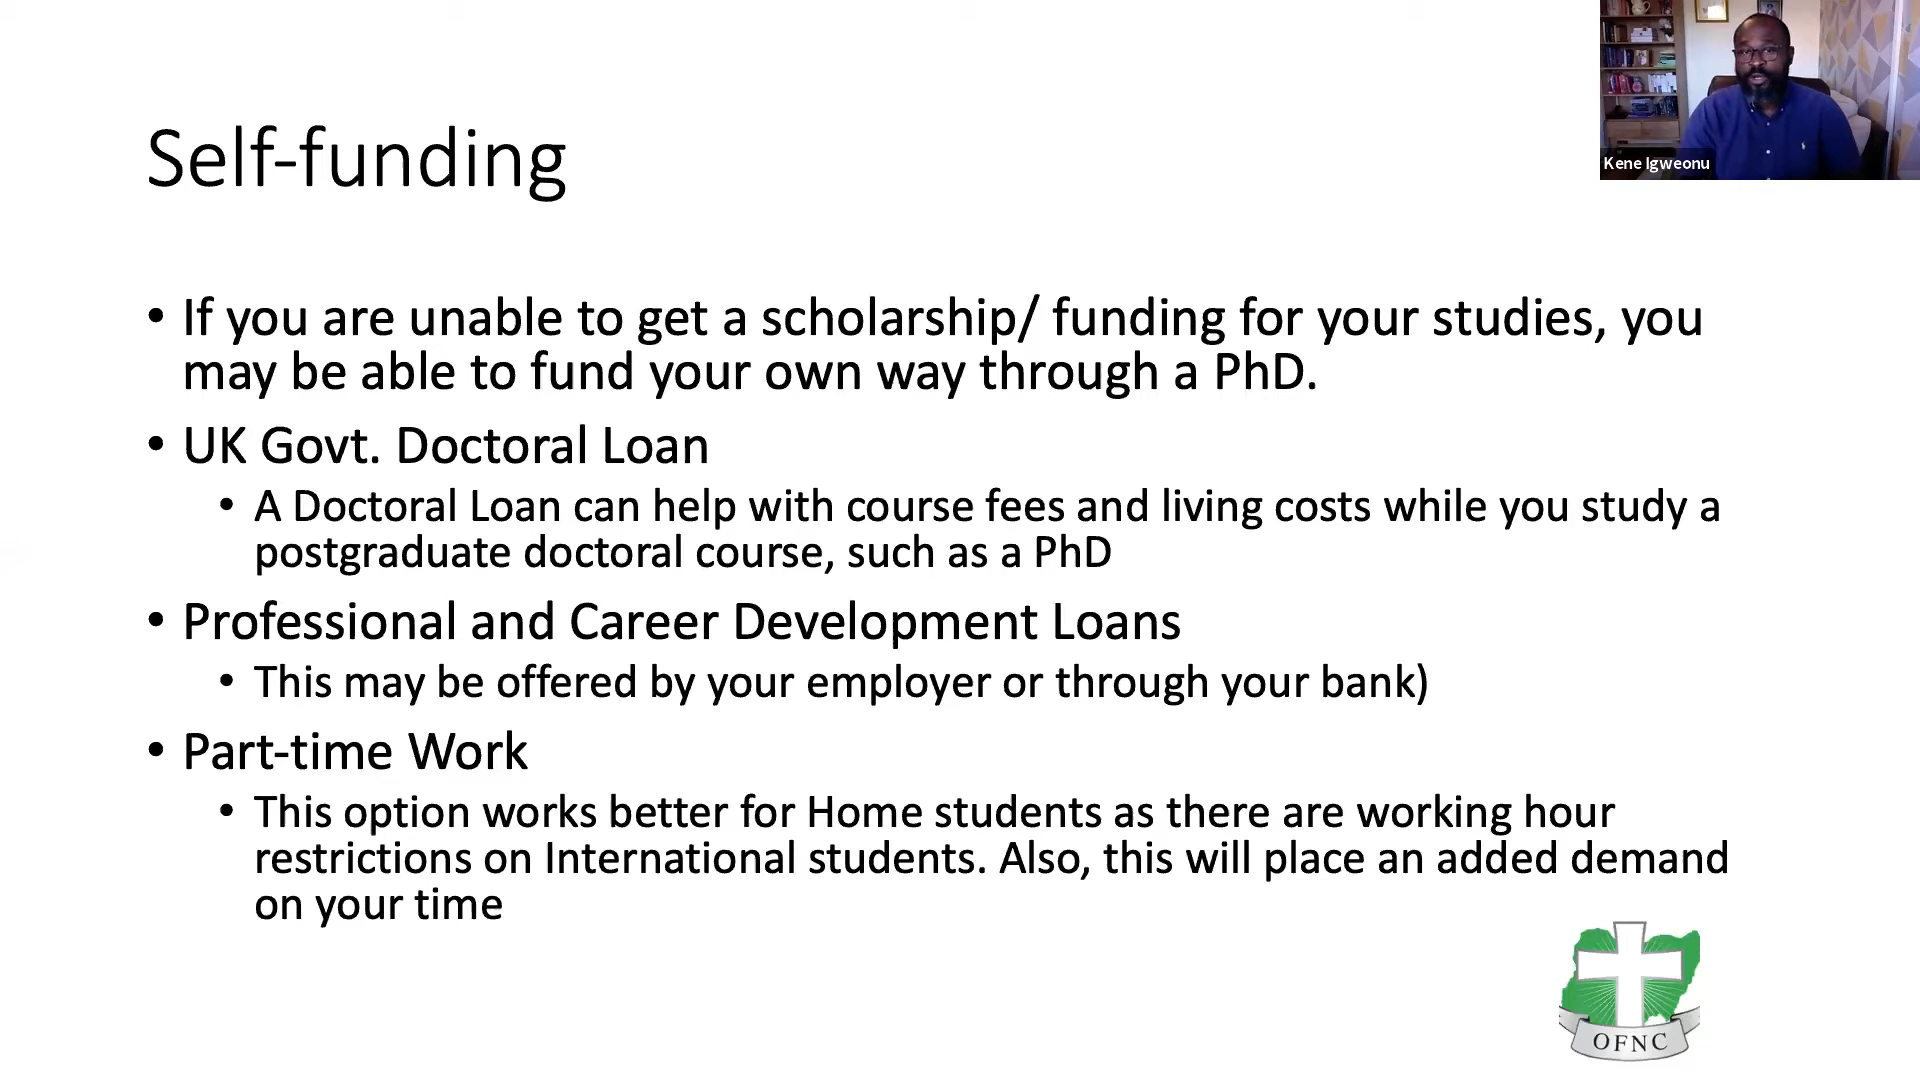 Kene Igweonu
Self-funding
• If you are unable to get a scholarship/ funding for your studies, you
may be able to fund your own way through a PhD.
• UK Govt. Doctoral Loan
• A Doctoral Loan can help with course fees and living costs while you study a
postgraduate doctoral course, such as a PhD
• Professional and Career Development Loans
• This may be offered by your employer or through your bank)
• Part-time Work
• This option works better for Home students as there are working hour
restrictions on International students. Also, this will place an added demand
on your time
OFNC